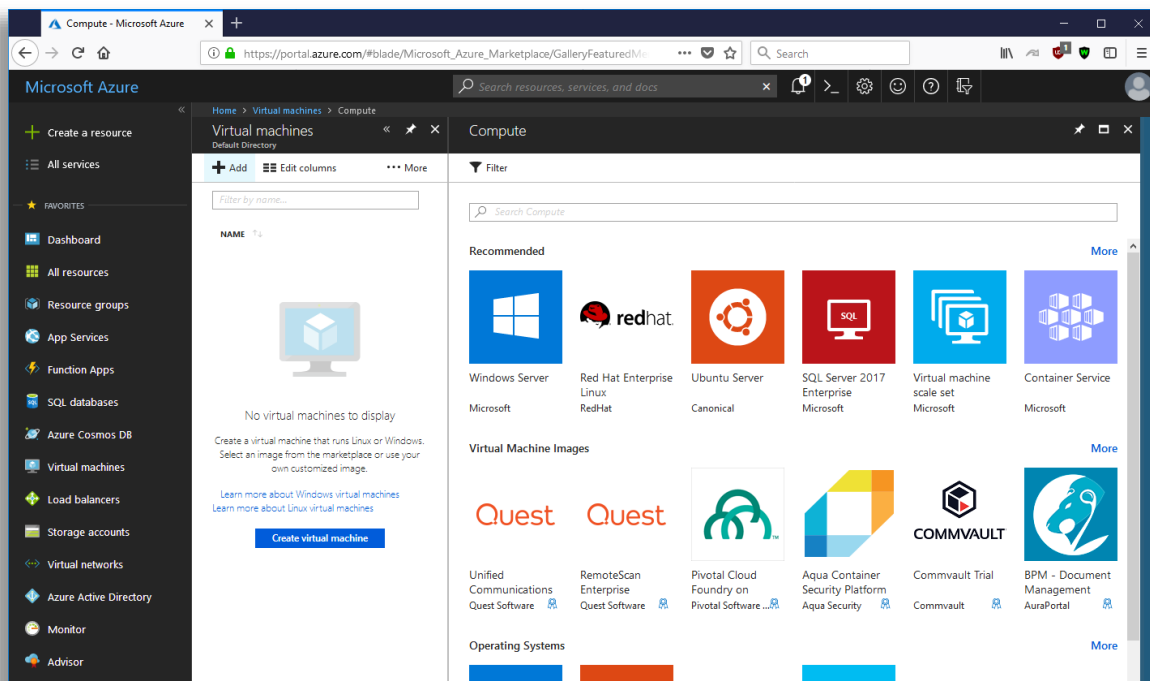 Compute - Microsoft Azure
https://portal.azure.com/#blade/Microsoft_Azure_Marketplace/GalleryFeaturedMe
Search
1
Microsoft Azure
Search resources, services, and docs
1
Home > Virtual machines > Compute
Create a resource
All services
FAVORITES
Dashboard
All resources
Resource groups
App Services
Function Apps
SQL databases
Azure Cosmos DB
Virtual machines
Load balancers
Storage accounts
Virtual networks
Azure Active Directory
Monitor
Advisor
Virtual machines
Default Directory
Add
Edit columns
More
Filter by name...
NAME
No virtual machines to display
Create a virtual machine that runs Linux or Windows.
Select an image from the marketplace or use your
own customized image.
Learn more about Windows virtual machines
Learn more about Linux virtual machines
Create virtual machine
Compute
Filter
Search Compute
Recommended
More
redhat.
SQL
Windows Server
Microsoft
Red Hat Enterprise
Linux
RedHat
Ubuntu Server
Canonical
SQL Server 2017
Enterprise
Microsoft
Virtual machine
scale set
Microsoft
Container Service
Microsoft
Virtual Machine Images
More
Quest
Quest
TM
COMMVAULT
Unified
Communications
Quest Software
RemoteScan
Enterprise
Quest Software
Pivotal Cloud
Foundry on
Pivotal Software ...
Aqua Container
Security Platform
Aqua Security
Commvault Trial
Commvault
BPM - Document
Management
AuraPortal
Operating Systems
More